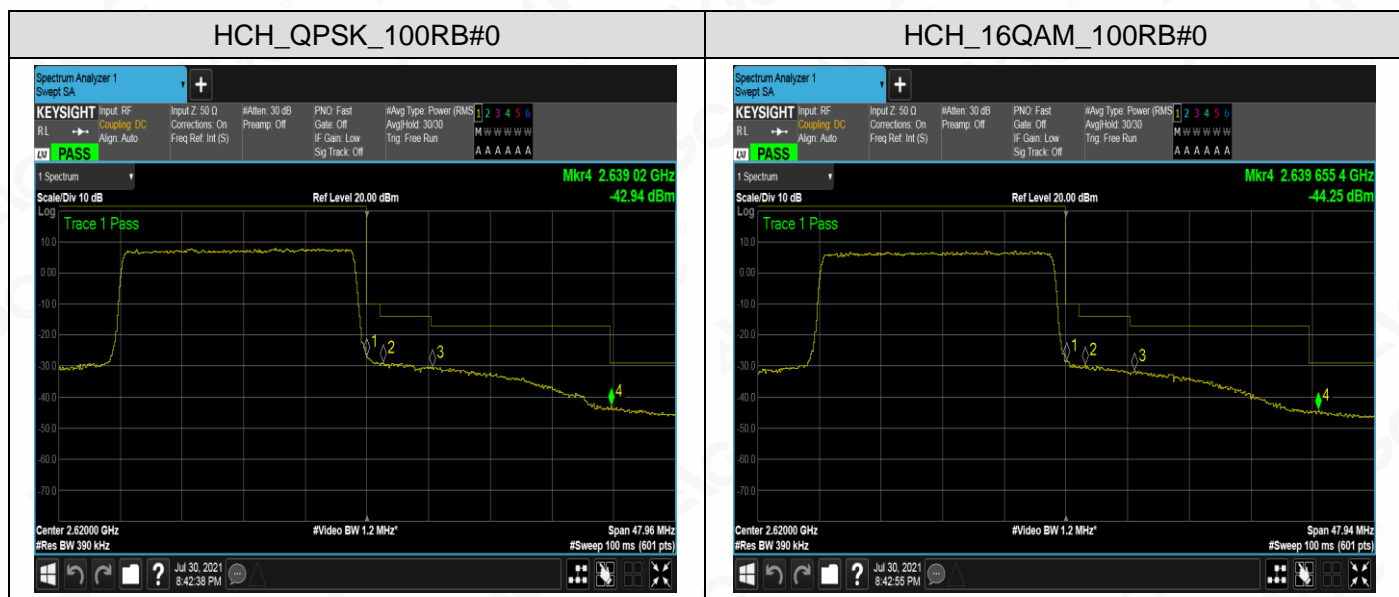 HCH_QPSK_100RB#0
HCH_16QAM_100RB#0
Spectrum Analyzer 1
Swept SA
+
KEYSIGHT
Input: RF
Coupling: DC
Align: Auto
Input Z: 50 Ω
Corrections: On
Freq Ref: Int (S)
#Atten: 30 dB
Preamp: Off
PNO: Fast
Gate: Off
IF Gain: Low
Sig Track: Off
#Avg Type: Power (RMS
Avg|Hold: 30/30
Trig: Free Run
1 2 3 4 5 6
M W W W W W
A A A A A A
RL
LXI
PASS
1 Spectrum
Mkr4 2.639 02 GHz
Scale/Div 10 dB
Ref Level 20.00 dBm
-42.94 dBm
Log
Trace 1 Pass
10.0
0.00
-10.0
-20.0
-30.0
-40.0
-50.0
-60.0
-70.0
1
2
3
4
Center 2.62000 GHz
#Video BW 1.2 MHz*
Span 47.96 MHz
#Res BW 390 kHz
#Sweep 100 ms (601 pts)
?
Jul 30, 2021
8:42:38 PM
Spectrum Analyzer 1
Swept SA
+
KEYSIGHT
Input: RF
Coupling: DC
Align: Auto
Input Z: 50 Ω
Corrections: On
Freq Ref: Int (S)
#Atten: 30 dB
Preamp: Off
PNO: Fast
Gate: Off
IF Gain: Low
Sig Track: Off
#Avg Type: Power (RMS
Avg|Hold: 30/30
Trig: Free Run
1 2 3 4 5 6
M W W W W W
A A A A A A
RL
LXI
PASS
1 Spectrum
Mkr4 2.639 655 4 GHz
Scale/Div 10 dB
Ref Level 20.00 dBm
-44.25 dBm
Log
Trace 1 Pass
10.0
0.00
-10.0
-20.0
-30.0
-40.0
-50.0
-60.0
-70.0
1
2
3
4
Center 2.62000 GHz
#Video BW 1.2 MHz*
Span 47.94 MHz
#Res BW 390 kHz
#Sweep 100 ms (601 pts)
?
Jul 30, 2021
8:42:55 PM